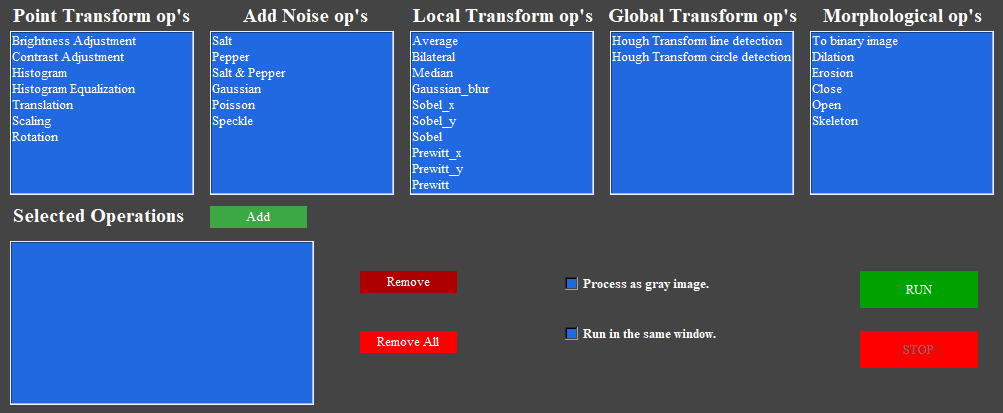 Point Transform op's
Add Noise op's
Local Transform op's
Global Transform op's
Morphological op's
Brightness Adjustment
Contrast Adjustment
Histogram
Histogram Equalization
Translation
Scaling
Rotation
Salt
Pepper
Salt & Pepper
Gaussian
Poisson
Speckle
Average
Bilateral
Median
Gaussian_blur
Sobel_x
Sobel_y
Sobel
Prewitt_x
Prewitt_y
Prewitt
Hough Transform line detection
Hough Transform circle detection
To binary image
Dilation
Erosion
Close
Open
Skeleton
Selected Operations
Add
Remove
Remove All
Process as gray image.
Run in the same window.
RUN
STOP